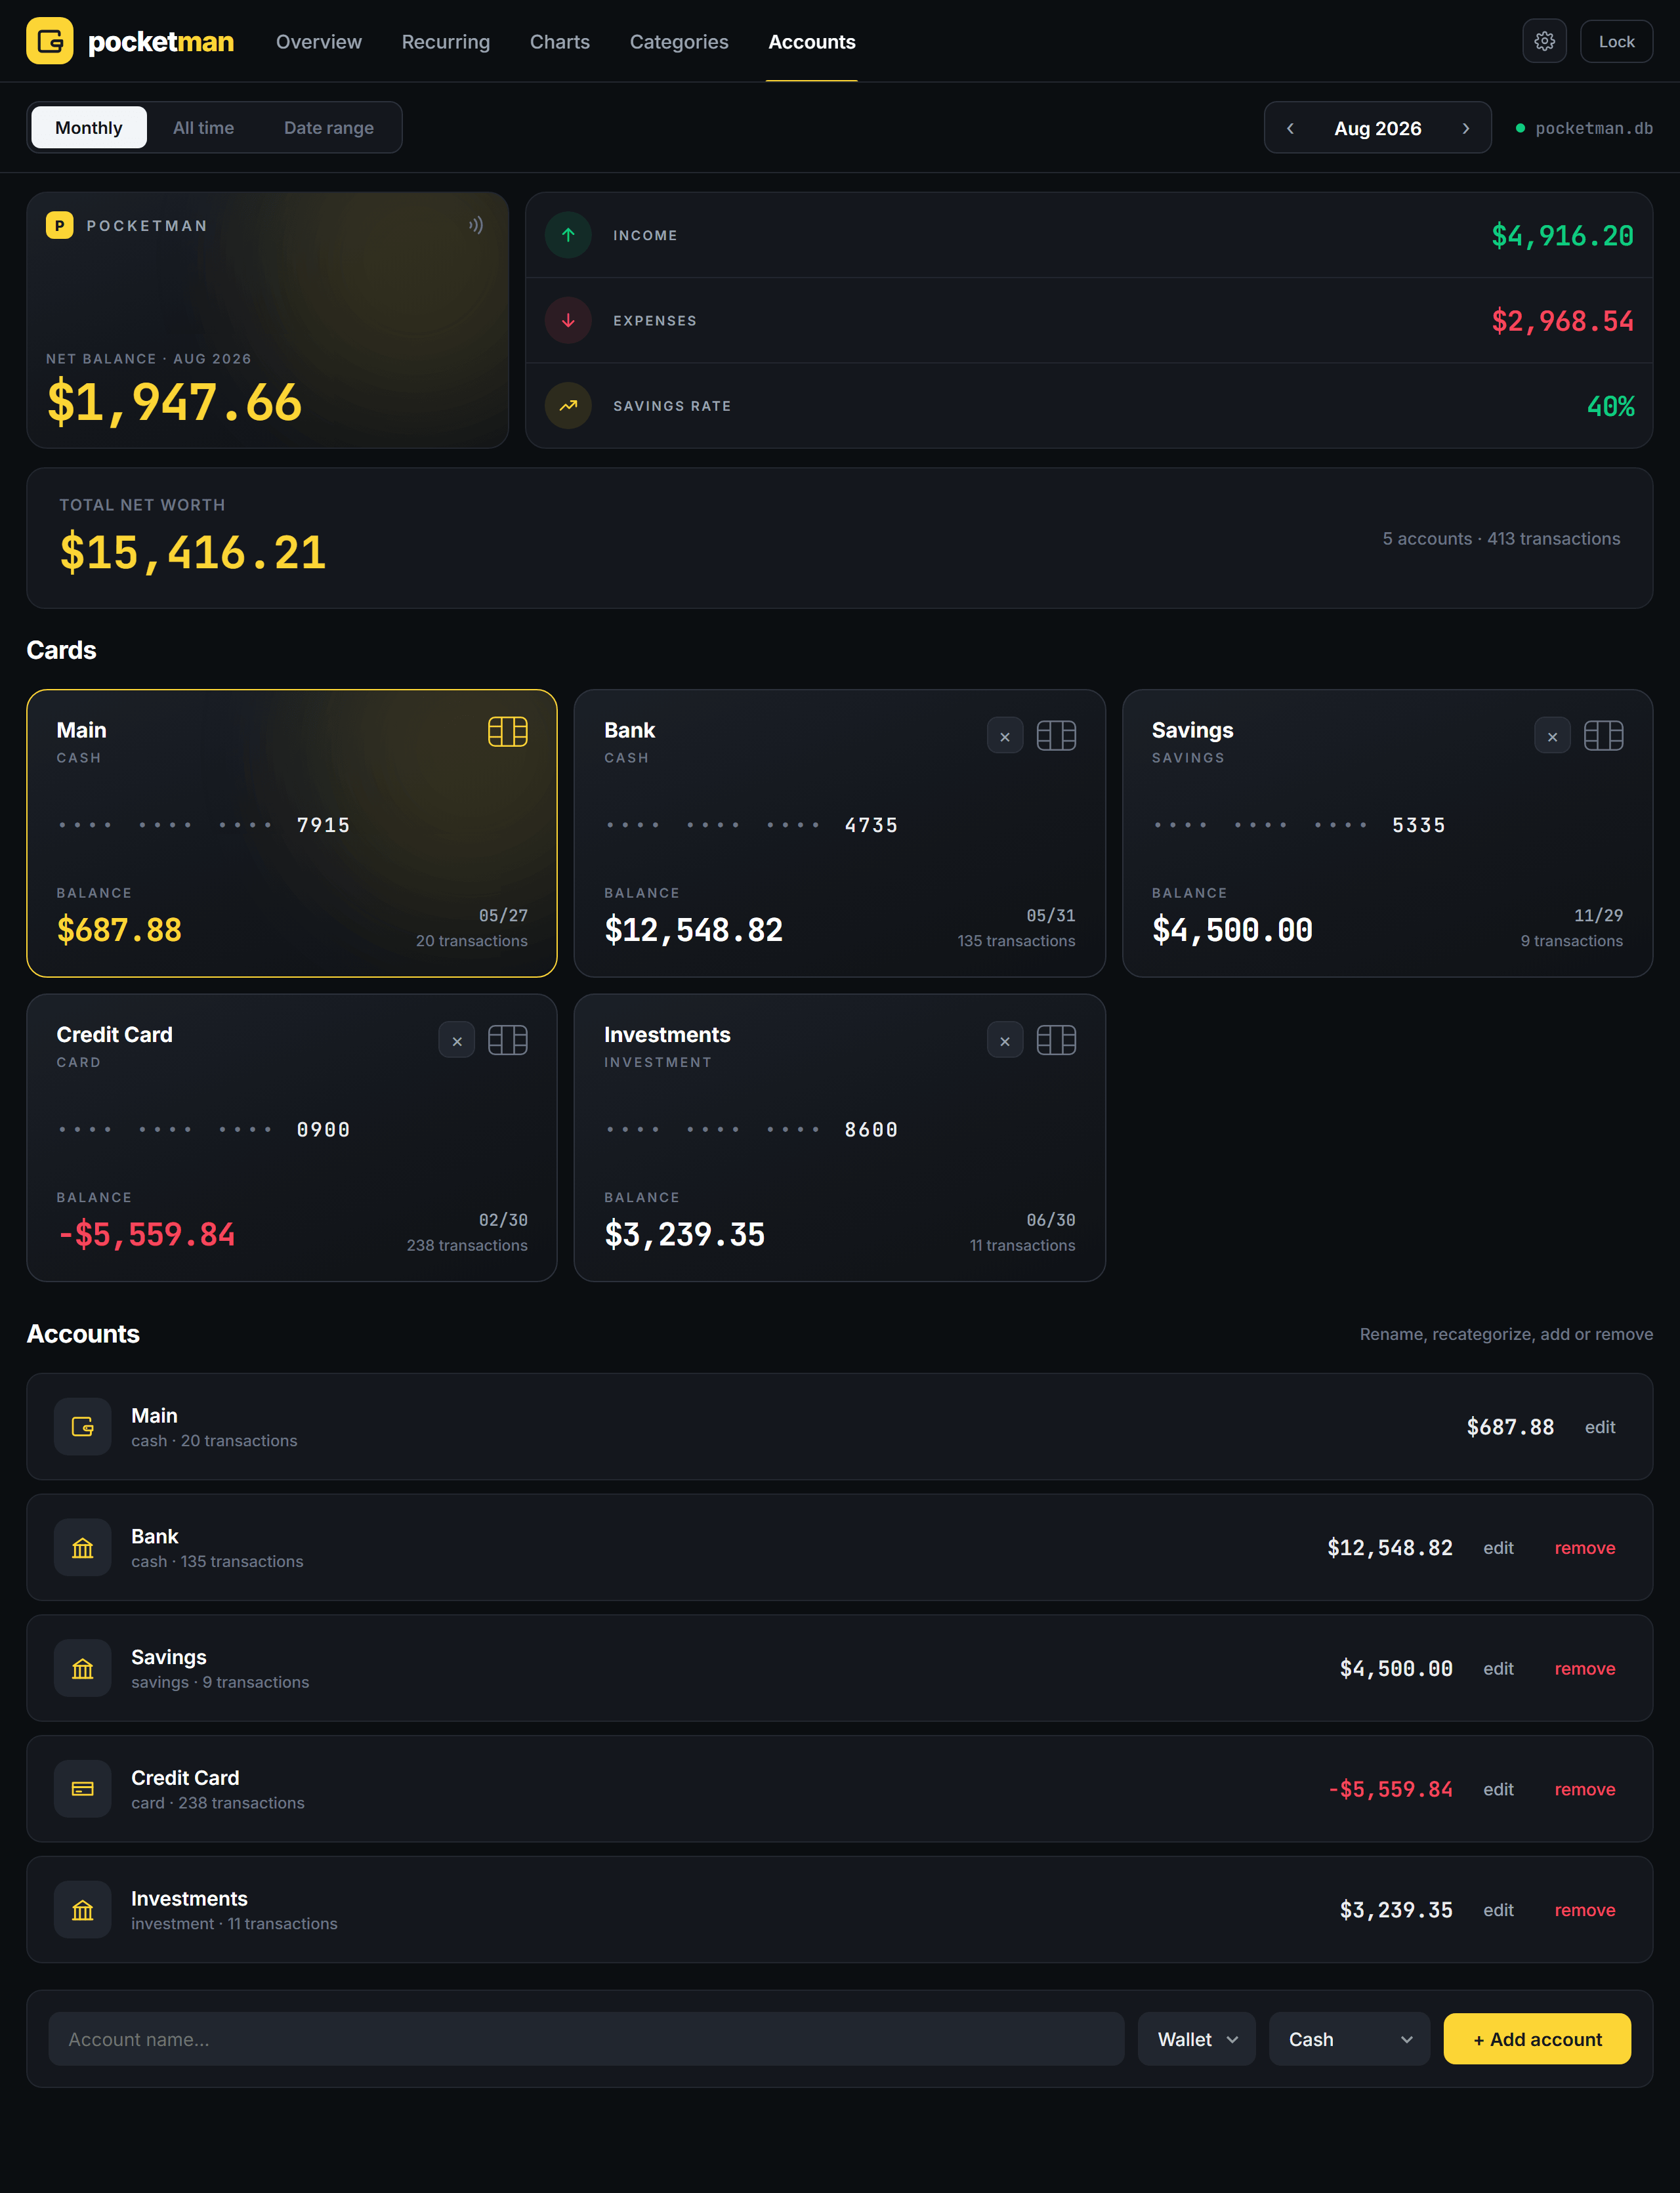 pocketman Overview Recurring Charts Categories Accounts Lock
Monthly All time Date range ‹ Aug 2026 › pocketman.db
P POCKETMAN
NET BALANCE · AUG 2026
$1,947.66
INCOME $4,916.20
EXPENSES $2,968.54
SAVINGS RATE 40%
TOTAL NET WORTH
$15,416.21
5 accounts · 413 transactions
Cards
Main
CASH
•••• •••• •••• 7915
BALANCE
$687.88
05/27
20 transactions
Bank
CASH
•••• •••• •••• 4735
BALANCE
$12,548.82
05/31
135 transactions
Savings
SAVINGS
•••• •••• •••• 5335
BALANCE
$4,500.00
11/29
9 transactions
Credit Card
CARD
•••• •••• •••• 0900
BALANCE
-$5,559.84
02/30
238 transactions
Investments
INVESTMENT
•••• •••• •••• 8600
BALANCE
$3,239.35
06/30
11 transactions
Accounts
Rename, recategorize, add or remove
Main
cash · 20 transactions
$687.88 edit
Bank
cash · 135 transactions
$12,548.82 edit remove
Savings
savings · 9 transactions
$4,500.00 edit remove
Credit Card
card · 238 transactions
-$5,559.84 edit remove
Investments
investment · 11 transactions
$3,239.35 edit remove
Account name... Wallet Cash + Add account